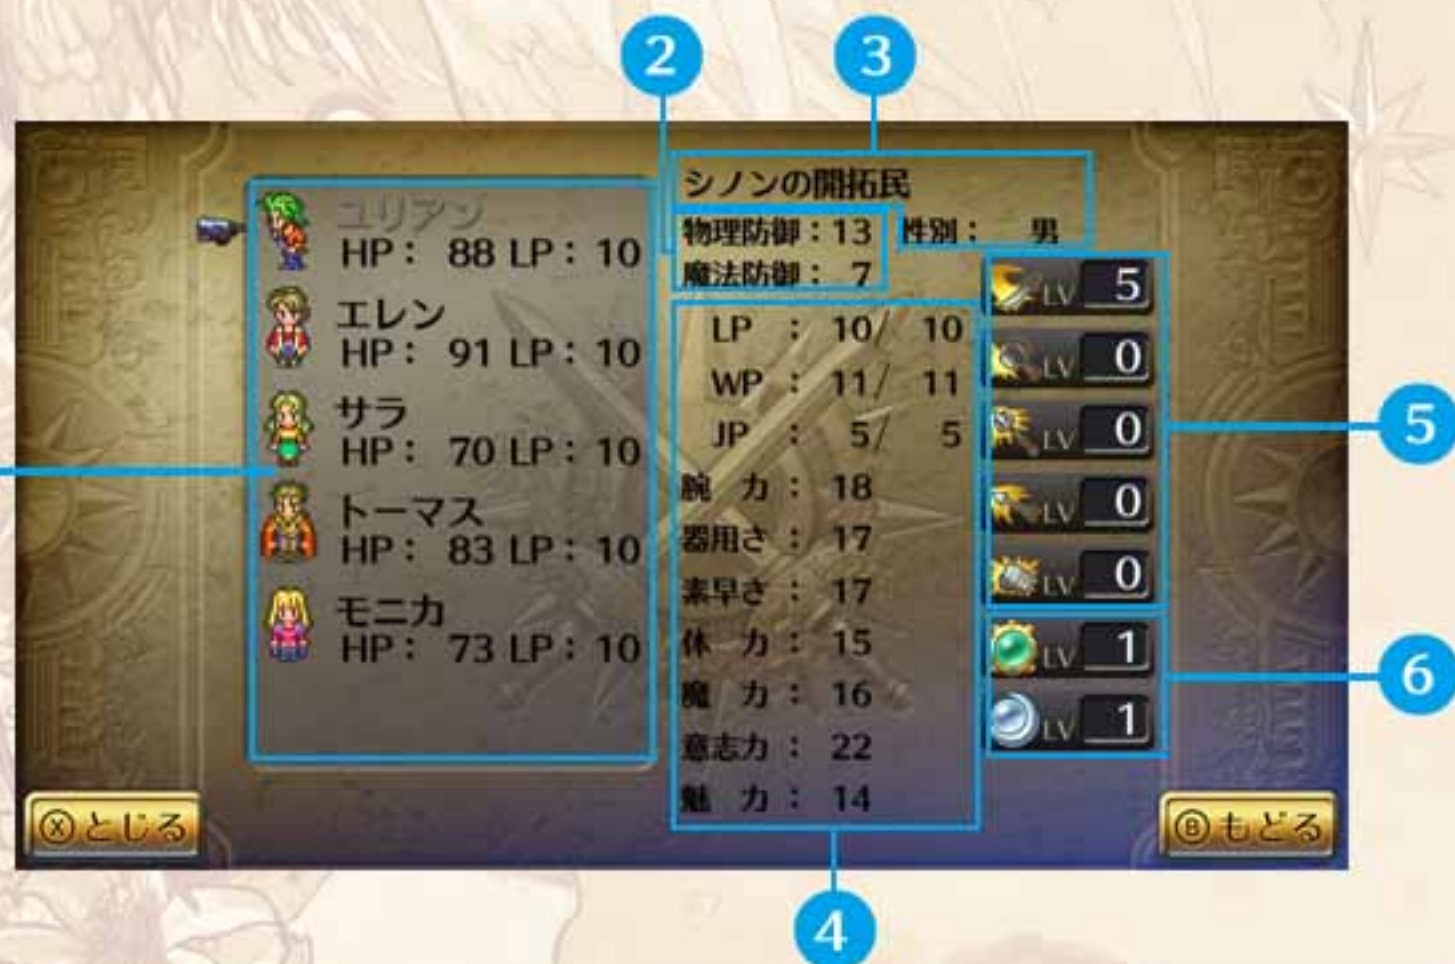 2
3
ユリアン
HP： 88 LP：10
エレン
HP： 91 LP：10
サラ
HP： 70 LP：10
トーマス
HP： 83 LP：10
モニカ
HP： 73 LP：10
シノンの開拓民
物理防御：13 性別： 男
魔法防御： 7
LP ： 10/ 10
WP ： 11/ 11
JP ： 5/ 5
腕 力： 18
器用さ： 17
素早さ： 17
体 力： 15
魔 力： 16
意志力： 22
魅 力： 14
LV 5
LV 0
LV 0
LV 0
LV 0
LV 1
LV 1
5
6
Ⓧとじる
Ⓑもどる
4